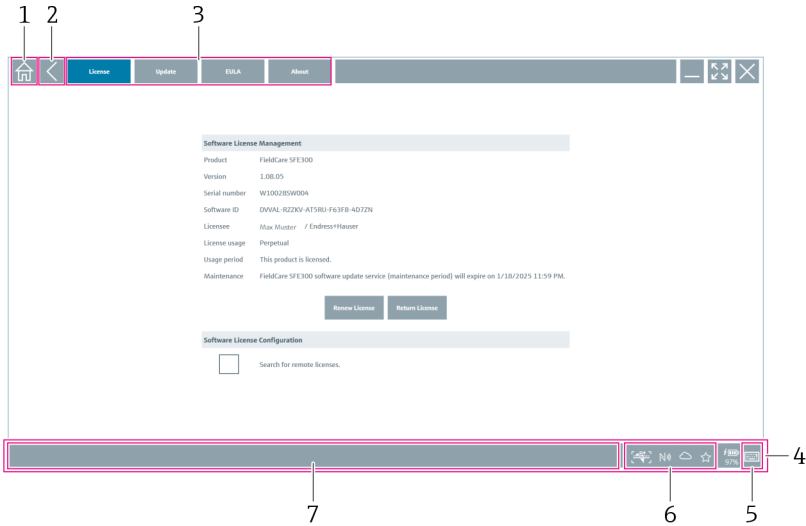 1 2 3
License Update EULA About
Software License Management
Product FieldCare SFE300
Version 1.08.05
Serial number W10028SW004
Software ID DVVAL-RZZKV-AT5RU-F63FB-4D7ZN
Licensee Max Muster / Endress+Hauser
License usage Perpetual
Usage period This product is licensed.
Maintenance FieldCare SFE300 software update service (maintenance period) will expire on 1/18/2025 11:59 PM.
Renew License Return License
Software License Configuration
Search for remote licenses.
97%
4
7 6 5